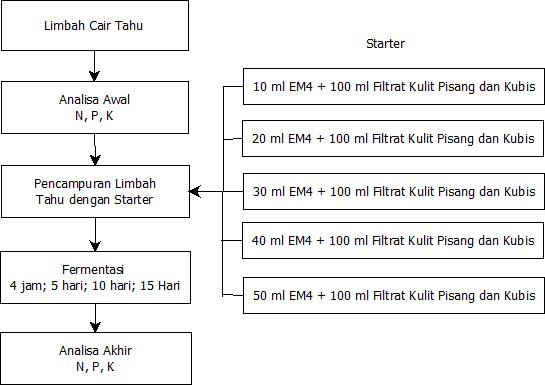 Limbah Cair Tahu
Analisa Awal
N, P, K
Pencampuran Limbah
Tahu dengan Starter
Fermentasi
4 jam; 5 hari; 10 hari; 15 Hari
Analisa Akhir
N, P, K
Starter
10 ml EM4 + 100 ml Filtrat Kulit Pisang dan Kubis
20 ml EM4 + 100 ml Filtrat Kulit Pisang dan Kubis
30 ml EM4 + 100 ml Filtrat Kulit Pisang dan Kubis
40 ml EM4 + 100 ml Filtrat Kulit Pisang dan Kubis
50 ml EM4 + 100 ml Filtrat Kulit Pisang dan Kubis